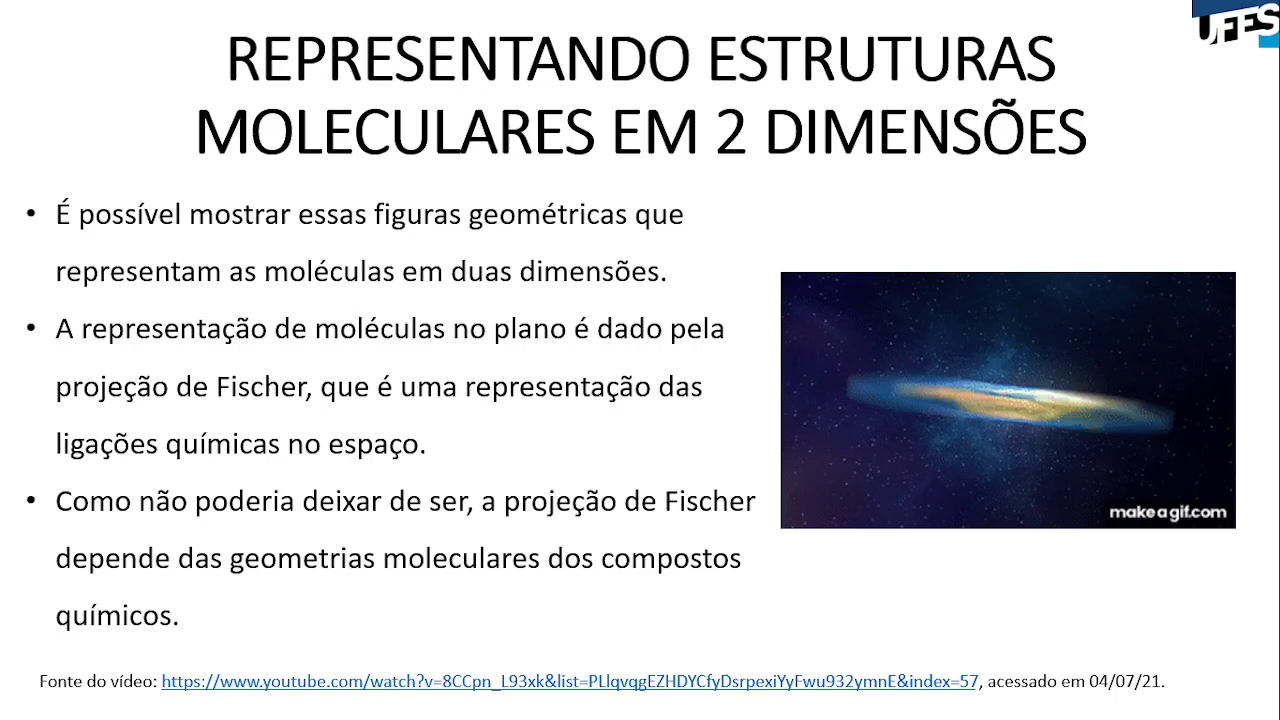 UFES
REPRESENTANDO ESTRUTURAS
MOLECULARES EM 2 DIMENSÕES
• É possível mostrar essas figuras geométricas que
representam as moléculas em duas dimensões.
• A representação de moléculas no plano é dado pela
projeção de Fischer, que é uma representação das
ligações químicas no espaço.
• Como não poderia deixar de ser, a projeção de Fischer
depende das geometrias moleculares dos compostos
químicos.
makeagif.com
Fonte do vídeo: https://www.youtube.com/watch?v=8CCpn_L93xk&list=PLlqvqgEZHDYCfyDsrpexiYyFwu932ymnE&index=57, acessado em 04/07/21.